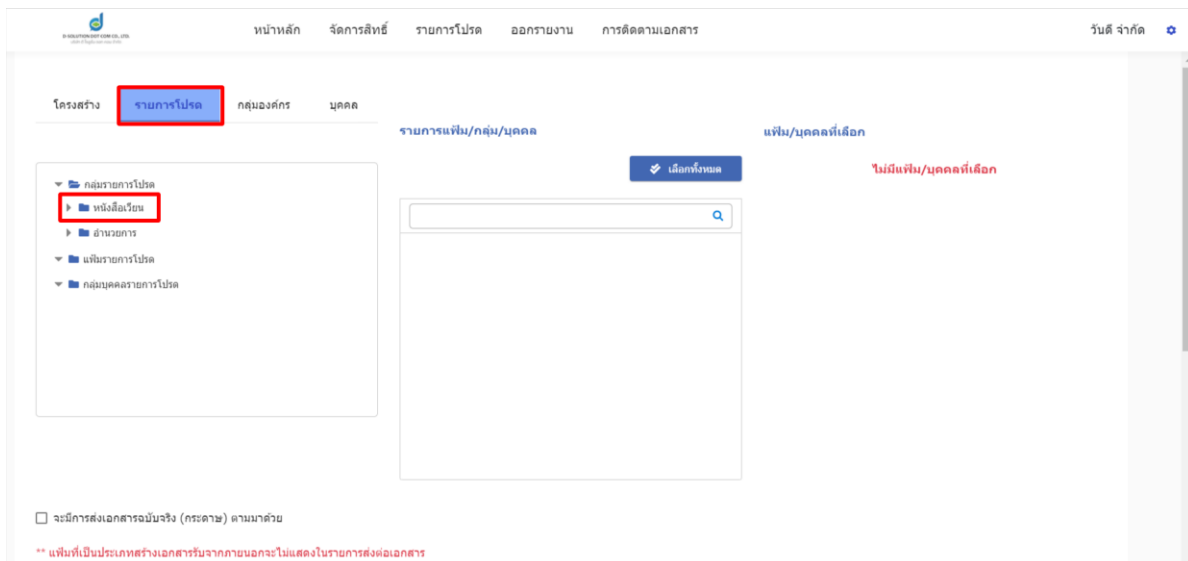 D-SOLUTION DOT COM CO., LTD.
หน้าหลัก จัดการสิทธิ์ รายการโปรด ออกรายงาน การติดตามเอกสาร วันดี จำกัด
โครงสร้าง รายการโปรด กลุ่มองค์กร บุคคล
รายการแฟ้ม/กลุ่ม/บุคคล แฟ้ม/บุคคลที่เลือก
เลือกทั้งหมด ไม่มีแฟ้ม/บุคคลที่เลือก
กลุ่มรายการโปรด
หนังสือเวียน
อำนวยการ
แฟ้มรายการโปรด
กลุ่มบุคคลรายการโปรด
จะมีการส่งเอกสารฉบับจริง (กระดาษ) ตามมาด้วย
** แฟ้มที่เป็นประเภทสร้างเอกสารรับจากภายนอกจะไม่แสดงในรายการส่งต่อเอกสาร